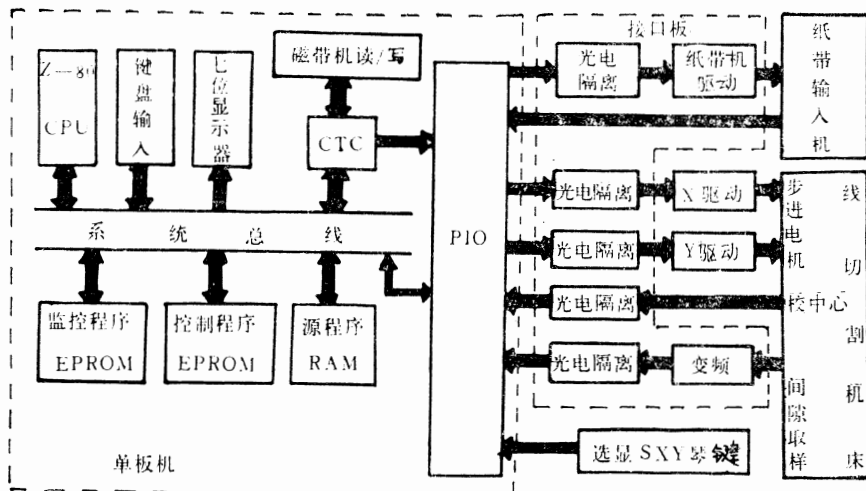 接口板
磁带机读/写
Z—80
CPU
键盘输入
七位显示器
CTC
PIO
光电隔离
纸带机驱动
纸带输入机
系统总线
光电隔离
X驱动
光电隔离
Y驱动
光电隔离
光电隔离
变频
步进电机
校中心
间隙取样
线切割机床
监控程序
EPROM
控制程序
EPROM
源程序
RAM
选显SXY琴键
单板机